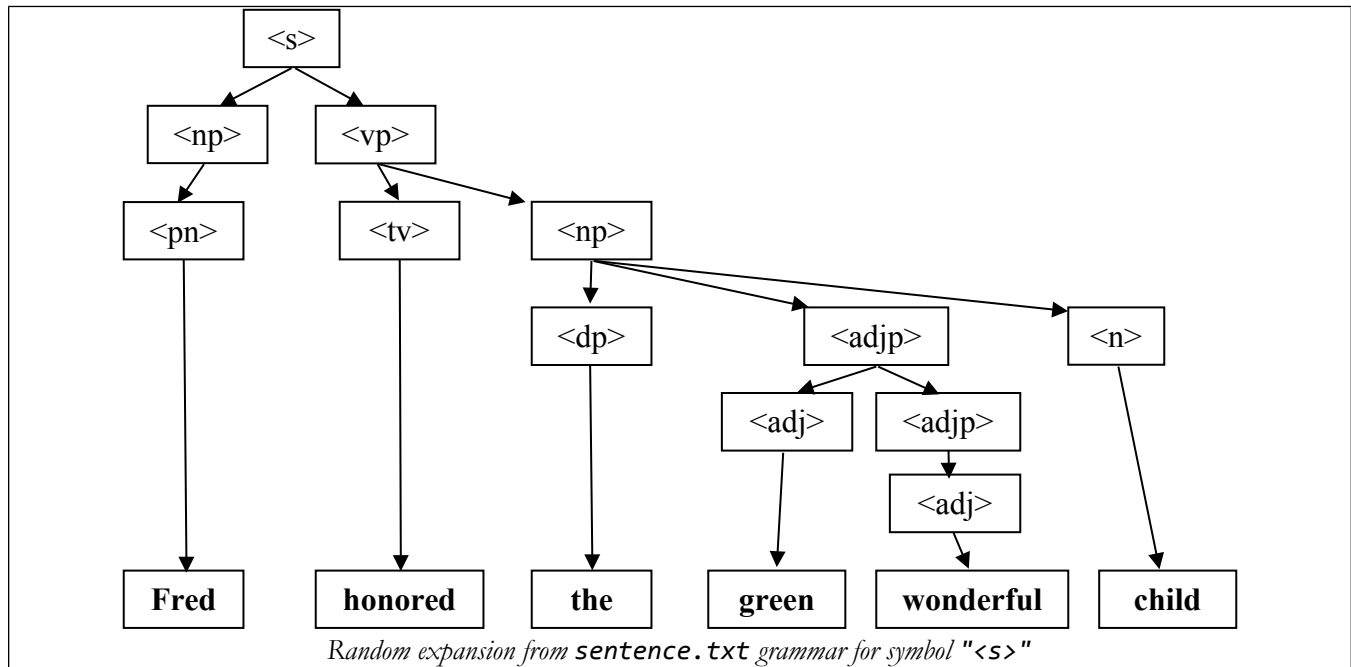 <s>
<np> <vp>
<pn> <tv> <np>
<dp> <adjp> <n>
<adj> <adjp>
<adj>
Fred honored the green wonderful child
Random expansion from sentence.txt grammar for symbol "<s>"